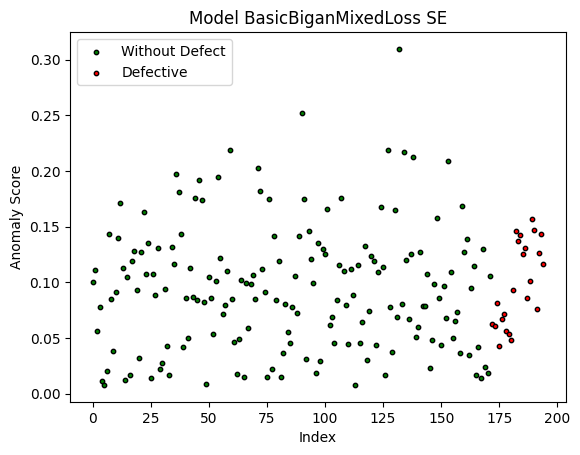 Model BasicBiganMixedLoss SE
Without Defect
Defective
Anomaly Score
0.30
0.25
0.20
0.15
0.10
0.05
0.00
0 25 50 75 100 125 150 175 200
Index